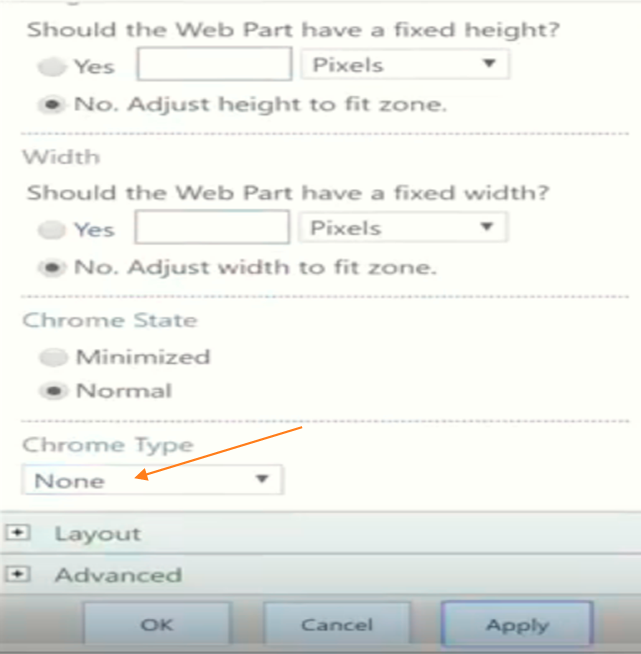 Should the Web Part have a fixed height?
Yes Pixels
No. Adjust height to fit zone.
Width
Should the Web Part have a fixed width?
Yes Pixels
No. Adjust width to fit zone.
Chrome State
Minimized
Normal
Chrome Type
None
Layout
Advanced
OK Cancel Apply